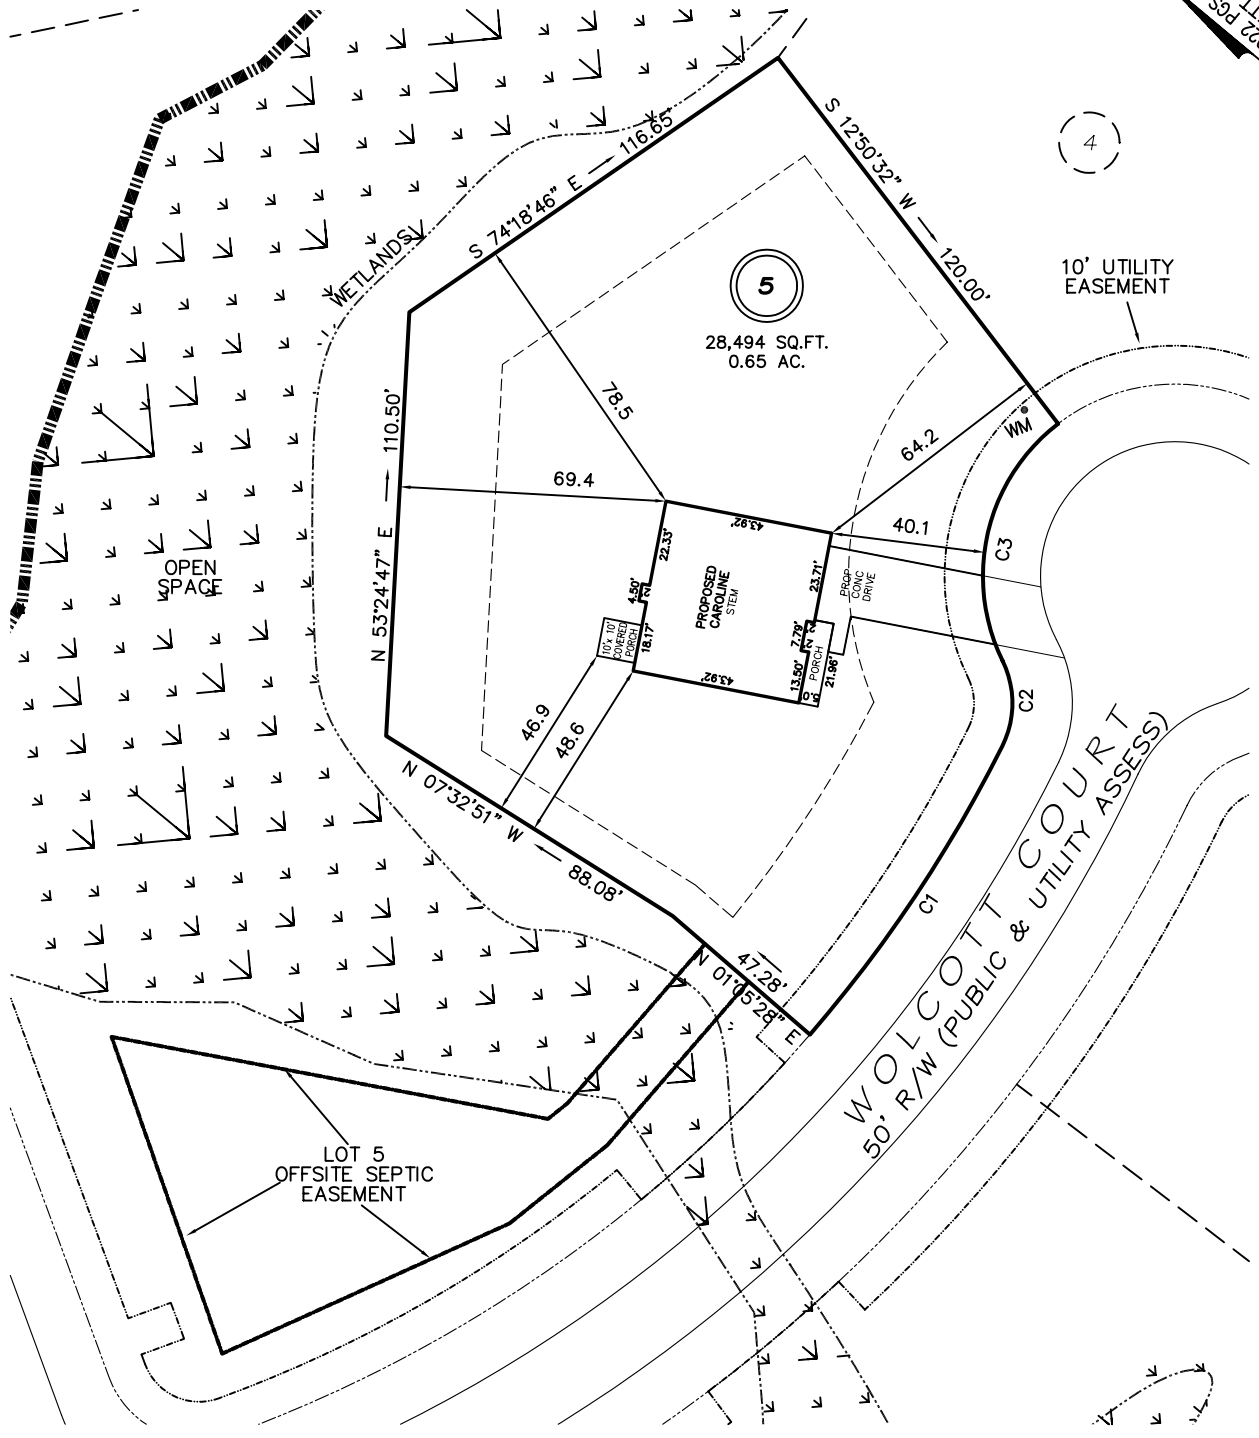 S 74°18'46" E
116.65'
S 12°50'32" W
120.00'
4
WETLANDS
5
28,494 SQ.FT.
0.65 AC.
10' UTILITY
EASEMENT
N 53°24'47" E
110.50'
78.5
69.4
64.2
WM
40.1
C3
C2
C1
43.92'
22.33'
4.50'
2'
18.17'
PROPOSED
CAROLINE
STEM
23.71'
7.79'
2'
2'
13.50'
PORCH
21.96'
5.0'
43.92'
PROP
CONC
DRIVE
10'x 10'
COVERED
PORCH
OPEN
SPACE
46.9
48.6
N 07°32'51" W
88.08'
47.28'
N 01°05'28" E
WOLCOTT COURT
50' R/W (PUBLIC & UTILITY ASSESS)
LOT 5
OFFSITE SEPTIC
EASEMENT